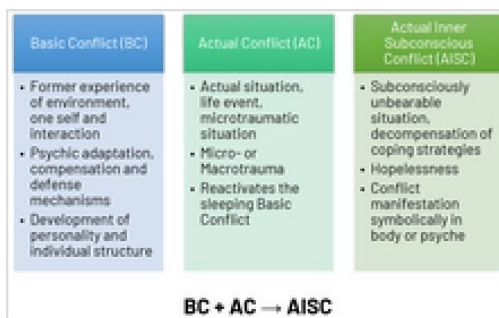 Basic Conflict (BC)
• Former experience
of environment,
one self and
interaction
• Psychic adaptation,
compensation and
defense
mechanisms
• Development of
personality and
individual structure
Actual Conflict (AC)
• Actual situation,
life event,
microtraumatic
situation
• Micro- or
Macrotrauma
• Reactivates the
sleeping Basic
Conflict
Actual Inner
Subconscious
Conflict (AISC)
• Subconsciously
unbearable
situation,
decompensation of
coping strategies
• Hopelessness
• Conflict
manifestation
symbolically in
body or psyche
BC + AC → AISC